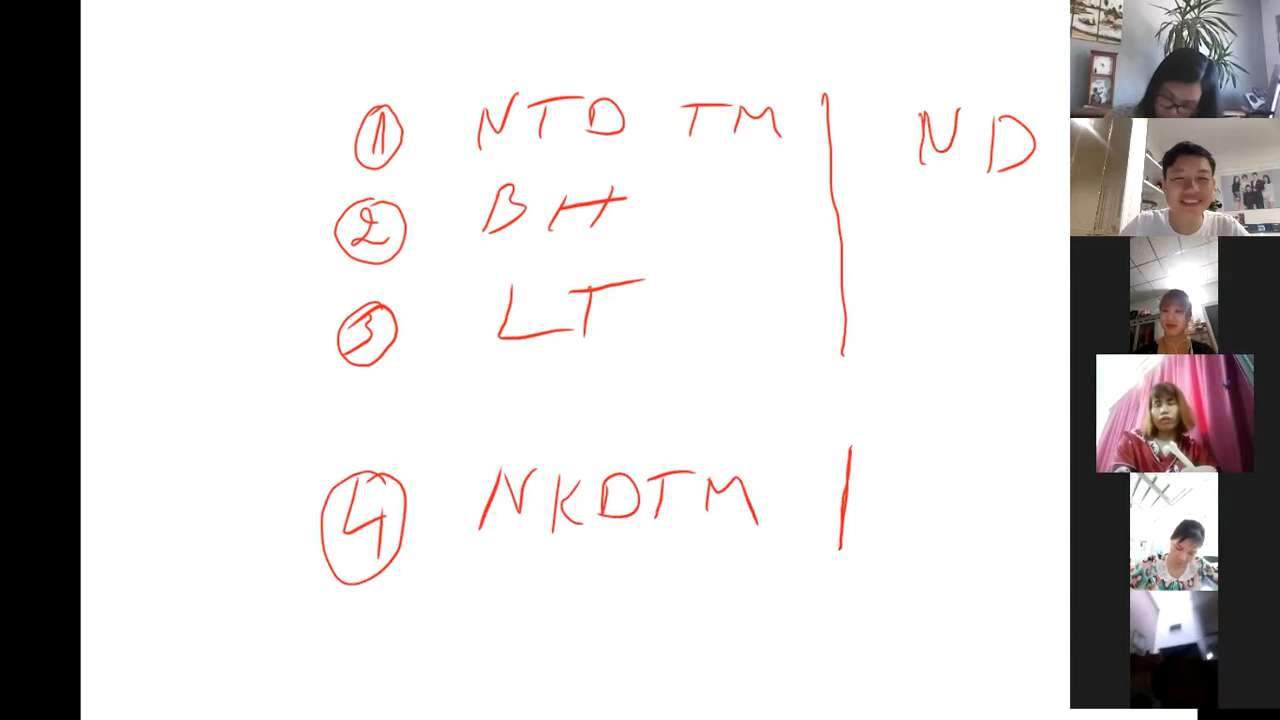 ① NTD TM | ND
② BH
③ LT
④ NKDTM |